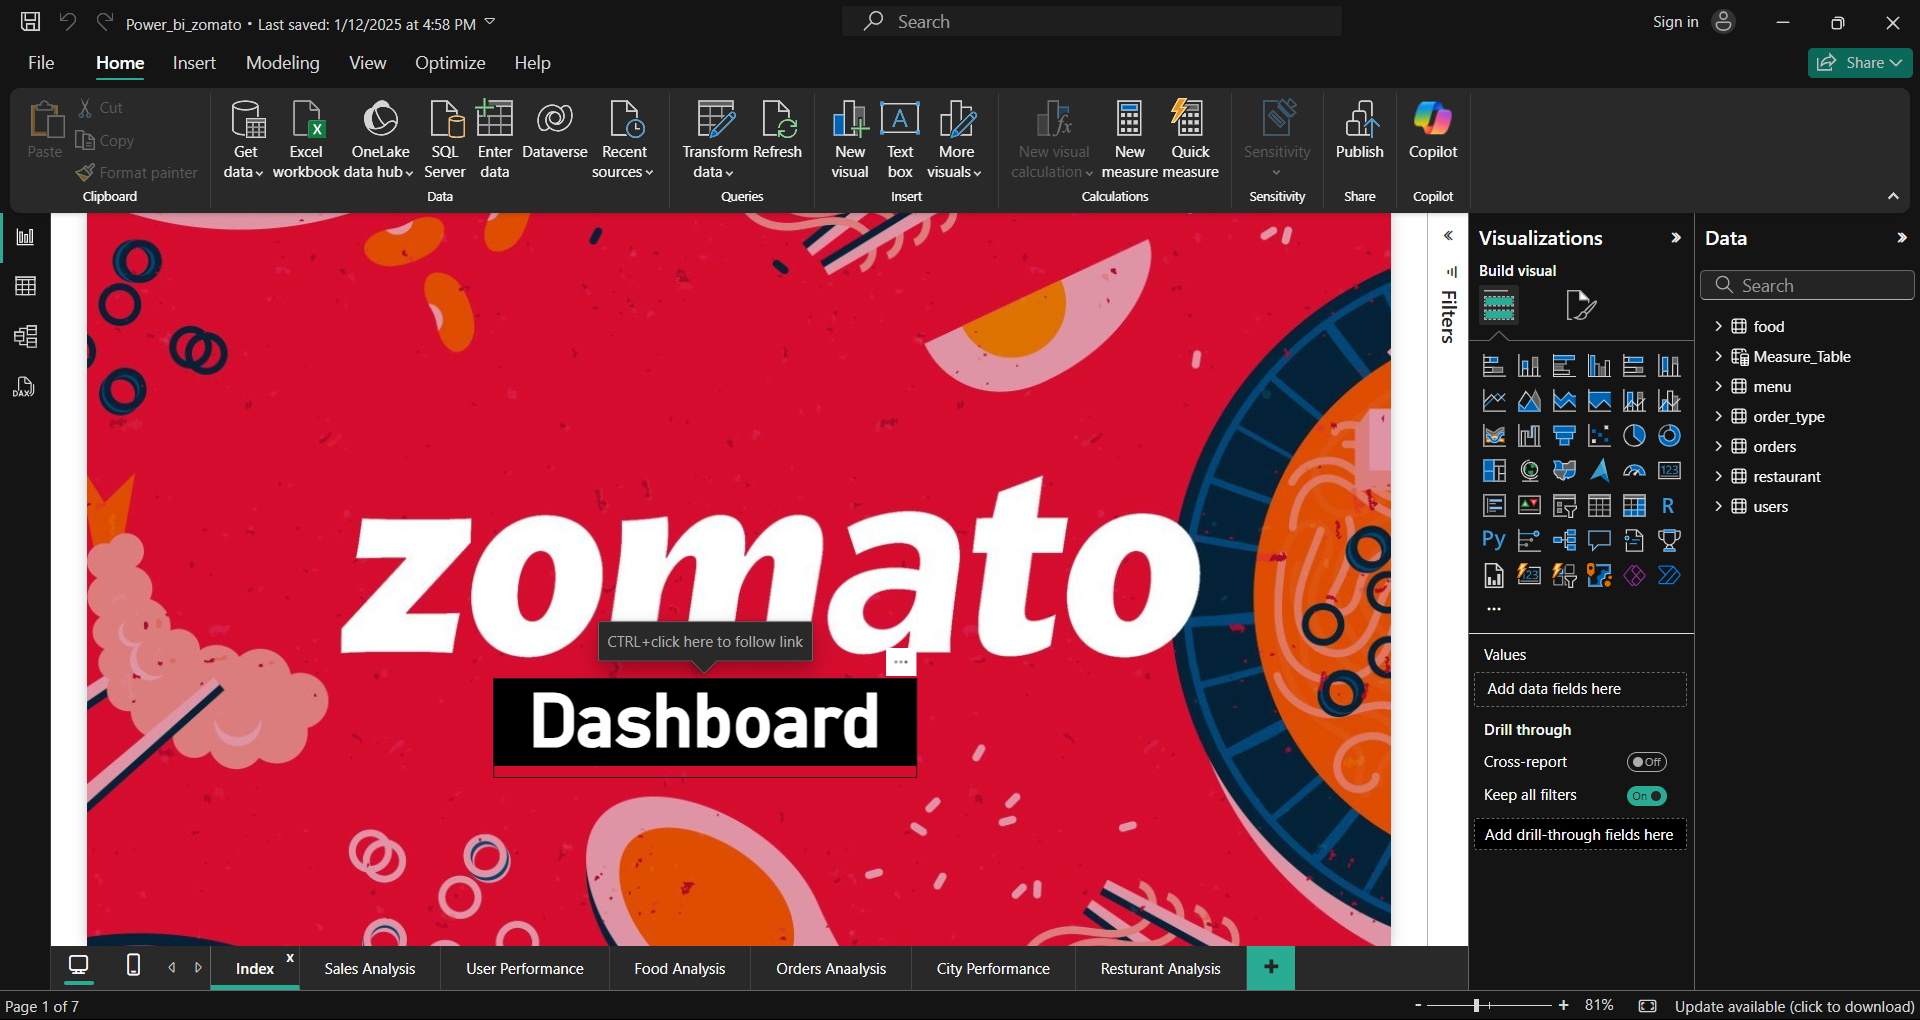 Power_bi_zomato • Last saved: 1/12/2025 at 4:58 PM
Search
Sign in
File Home Insert Modeling View Optimize Help
Share
Paste
Cut
Copy
Format painter
Clipboard
Get data
Excel workbook
OneLake data hub
SQL Server
Enter data
Dataverse
Recent sources
Data
Transform data
Refresh
Queries
New visual
Text box
More visuals
Insert
New visual calculation
New measure
Quick measure
Calculations
Sensitivity
Sensitivity
Publish
Share
Copilot
Copilot
zomato
CTRL+click here to follow link
Dashboard
Filters
Visualizations
Build visual
Values
Add data fields here
Drill through
Cross-report Off
Keep all filters On
Add drill-through fields here
Data
Search
food
Measure_Table
menu
order_type
orders
restaurant
users
DAX
123
R
Py
123
Index x Sales Analysis User Performance Food Analysis Orders Anaalysis City Performance Resturant Analysis +
Page 1 of 7
- + 81%
Update available (click to download)